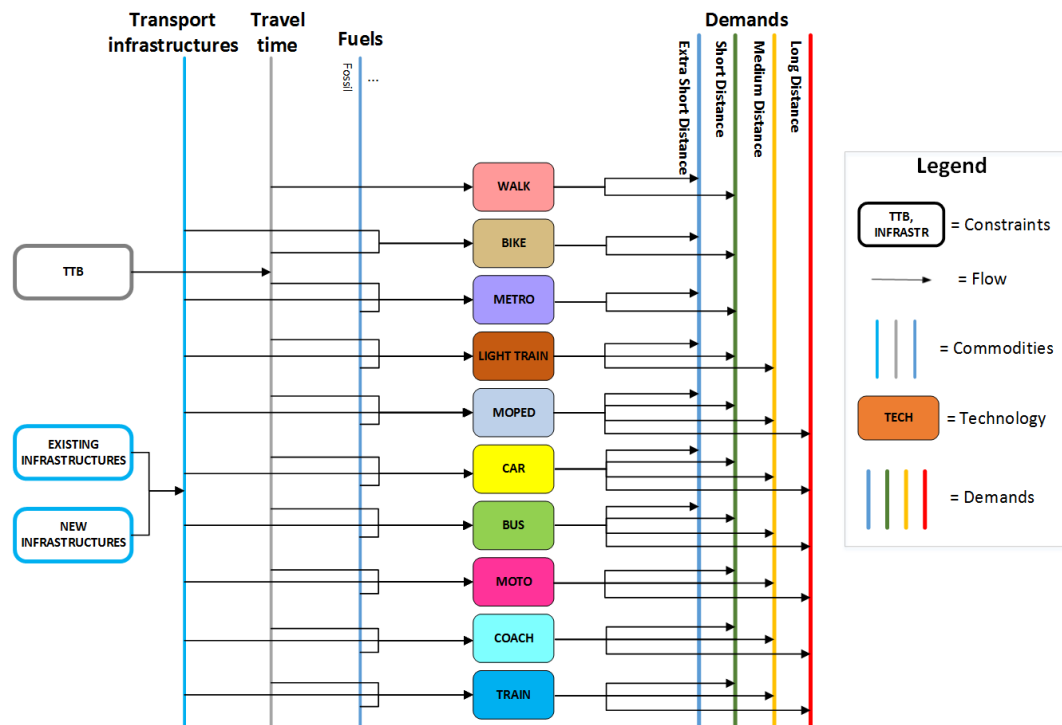 Transport
infrastructures
Travel
time
Fuels
Fossil
...
Demands
Extra Short Distance
Short Distance
Medium Distance
Long Distance
WALK
BIKE
TTB
METRO
LIGHT TRAIN
MOPED
EXISTING
INFRASTRUCTURES
CAR
NEW
INFRASTRUCTURES
BUS
MOTO
COACH
TRAIN
Legend
TTB,
INFRASTR
= Constraints
= Flow
= Commodities
TECH
= Technology
= Demands